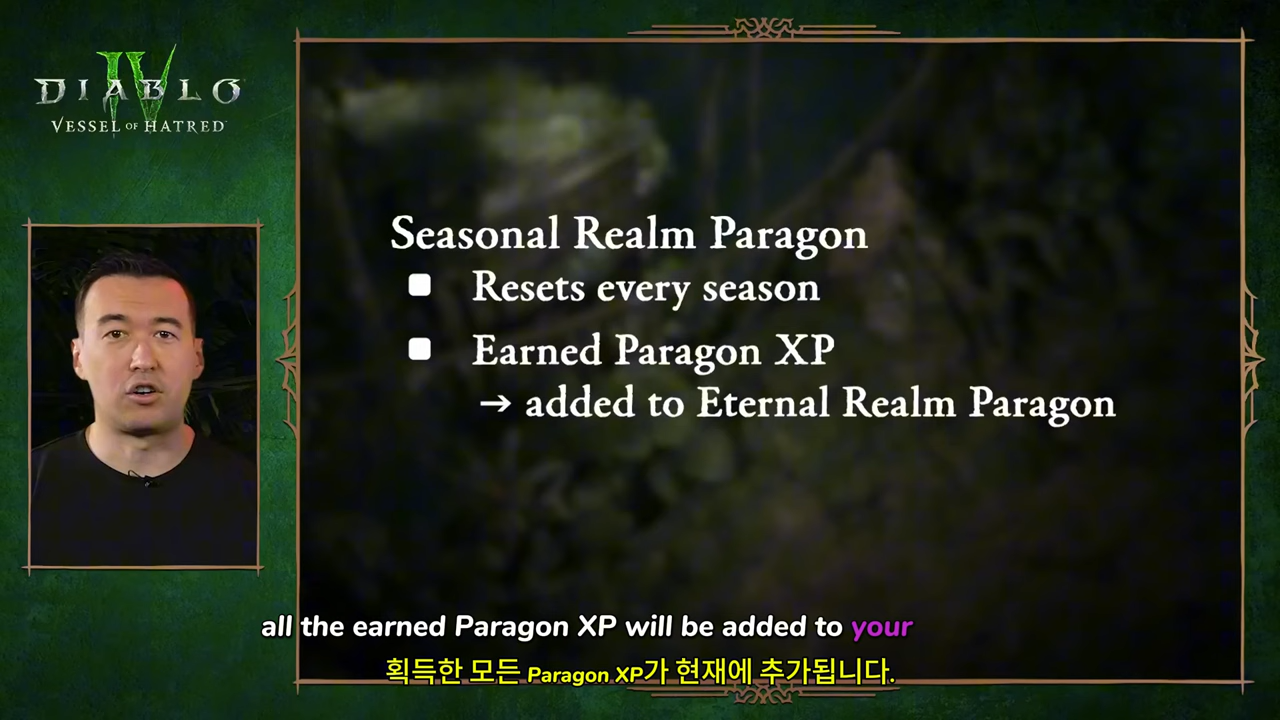 DIABLO
IV
VESSEL OF HATRED
Seasonal Realm Paragon
Resets every season
Earned Paragon XP
→ added to Eternal Realm Paragon
all the earned Paragon XP will be added to your
획득한 모든 Paragon XP가 현재에 추가됩니다.